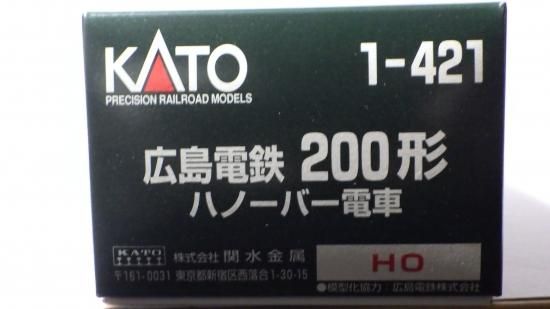 KATO 1-421
PRECISION RAILROAD MODELS
広島電鉄 200形
ハノーバー電車
KATO 株式会社 関水金属 HO
〒161-0031 東京都新宿区西落合1-30-15
●模型化協力：広島電鉄株式会社